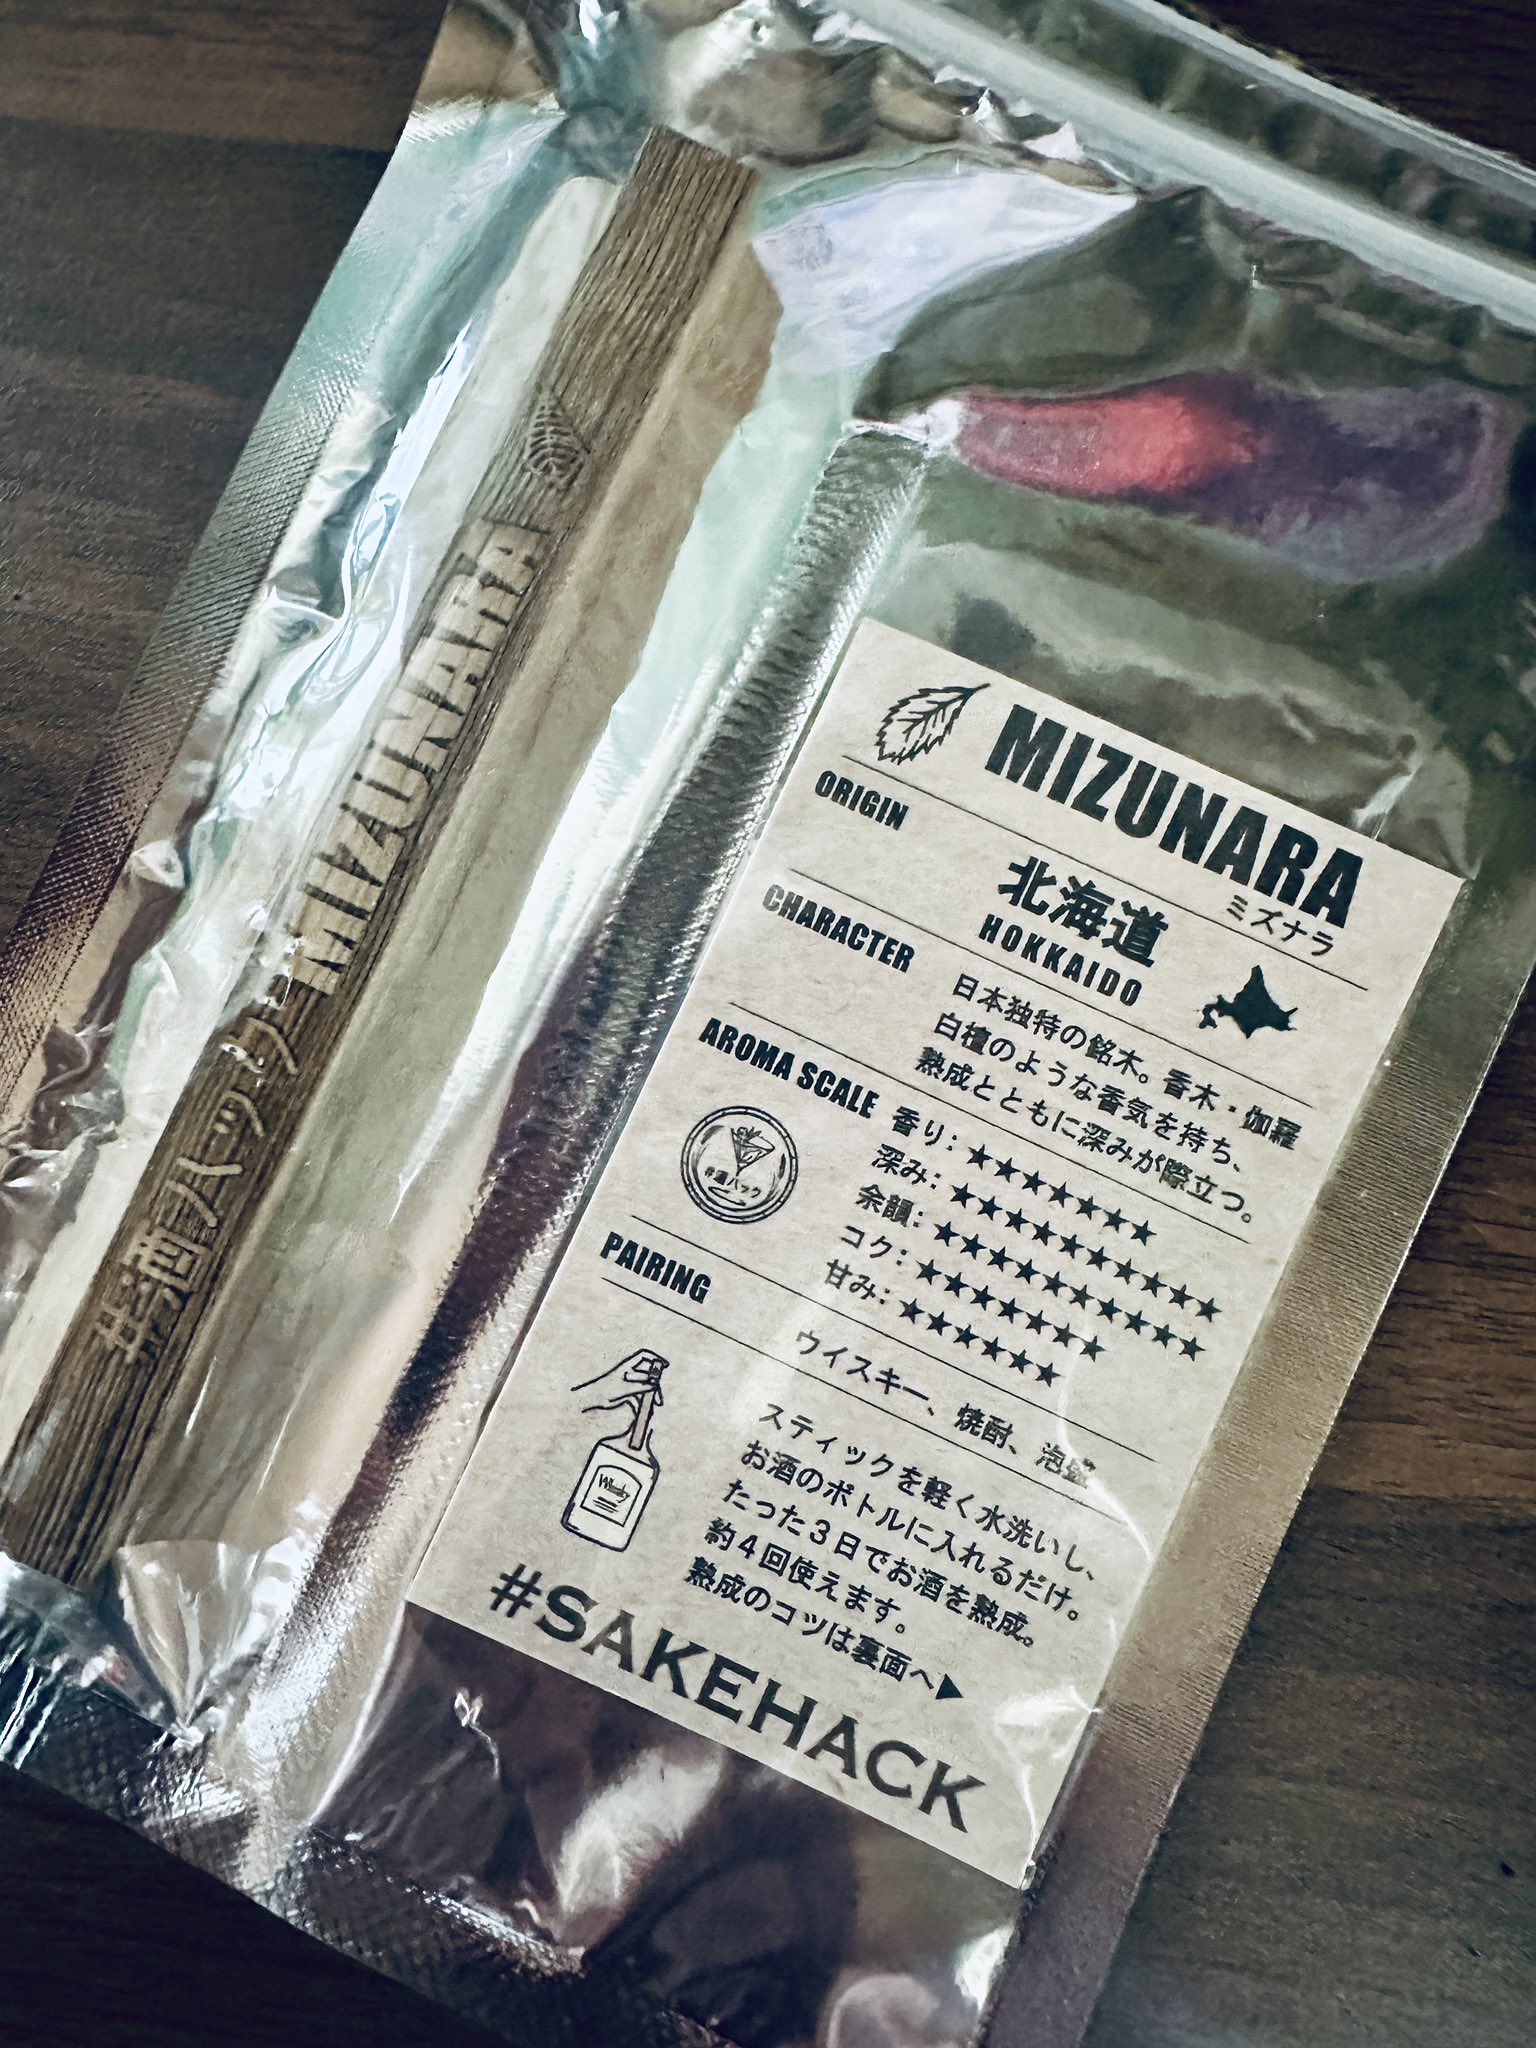 #酒ハック MIZUNARA
MIZUNARA
ミズナラ
ORIGIN
北海道
HOKKAIDO
CHARACTER
日本独特の銘木。香木・伽羅
白檀のような香気を持ち、
熟成とともに深みが際立つ。
AROMA SCALE
#酒ハック
香り:★★★★★★★
深み:★★★★★★★★★★
余韻:★★★★★★★★★★
コク:★★★★★★★
甘み:★★★★★★
PAIRING
ウイスキー、焼酎、泡盛
Whisky
スティックを軽く水洗いし、
お酒のボトルに入れるだけ。
たった3日でお酒を熟成。
約4回使えます。
熟成のコツは裏面へ▶
#SAKEHACK